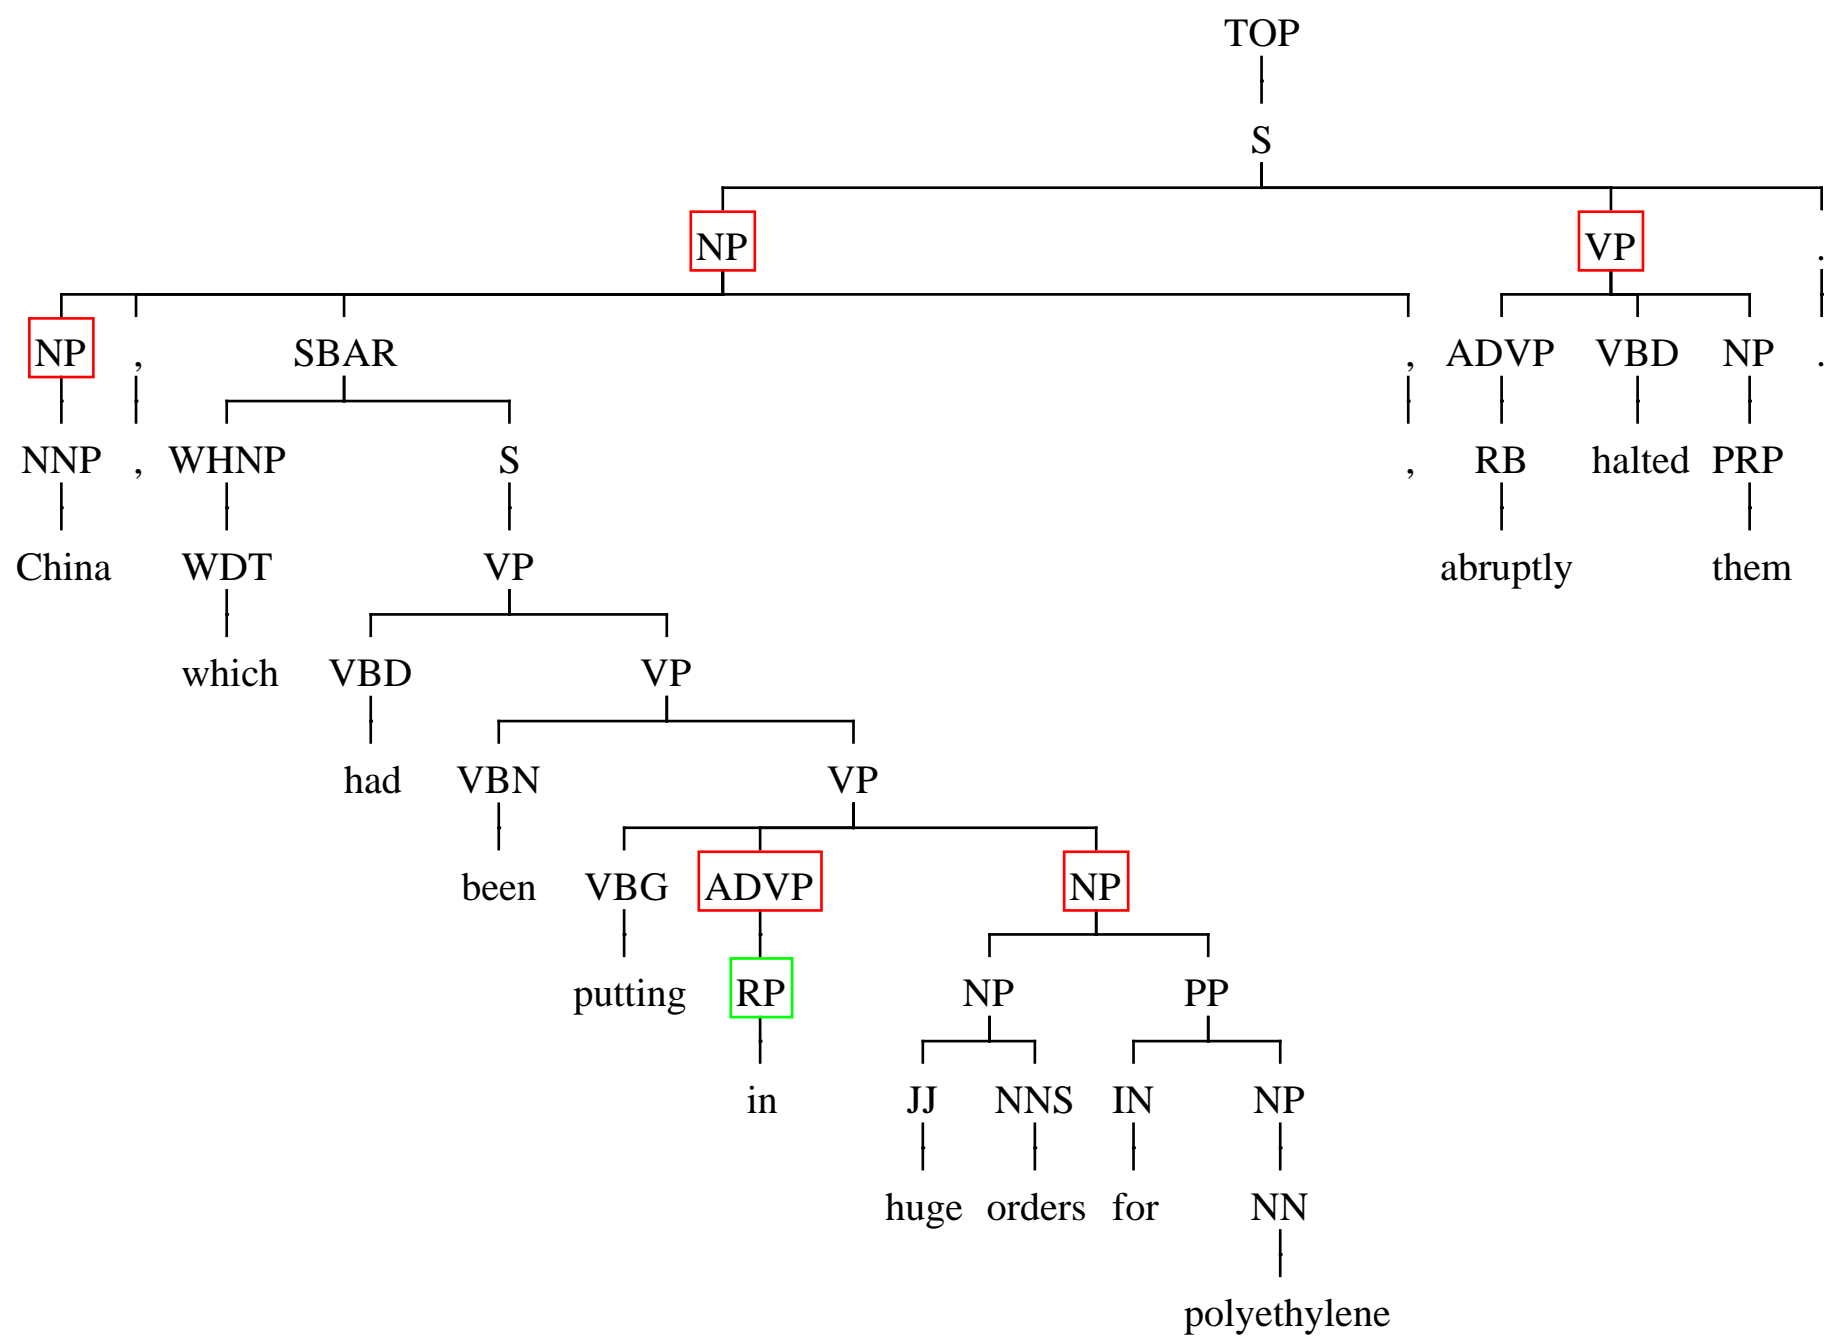 TOP
S
NP VP .
NP , SBAR , ADVP VBD NP .
NNP , WHNP S , RB halted PRP
China WDT VP abruptly them
which VBD VP
had VBN VP
been VBG ADVP NP
putting RP NP PP
in JJ NNS IN NP
huge orders for NN
polyethylene